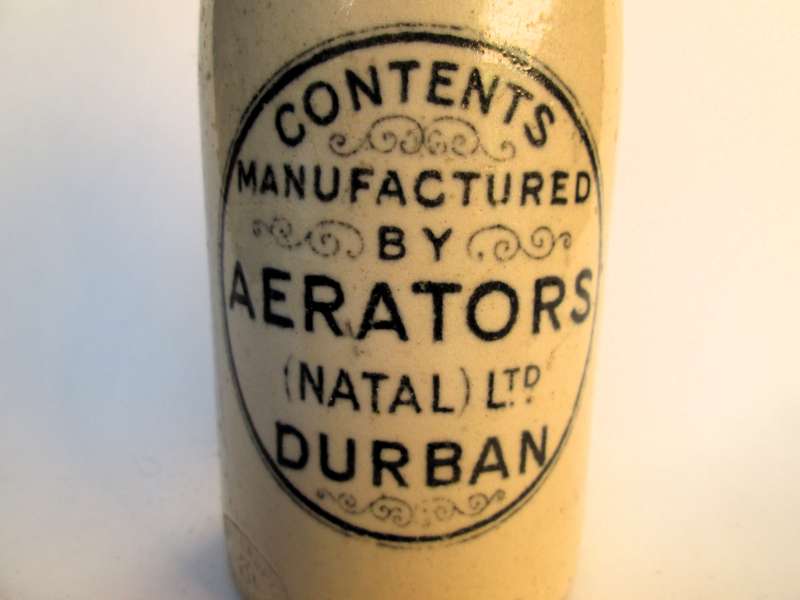 CONTENTS
MANUFACTURED
BY
AERATORS
(NATAL) LTD
DURBAN